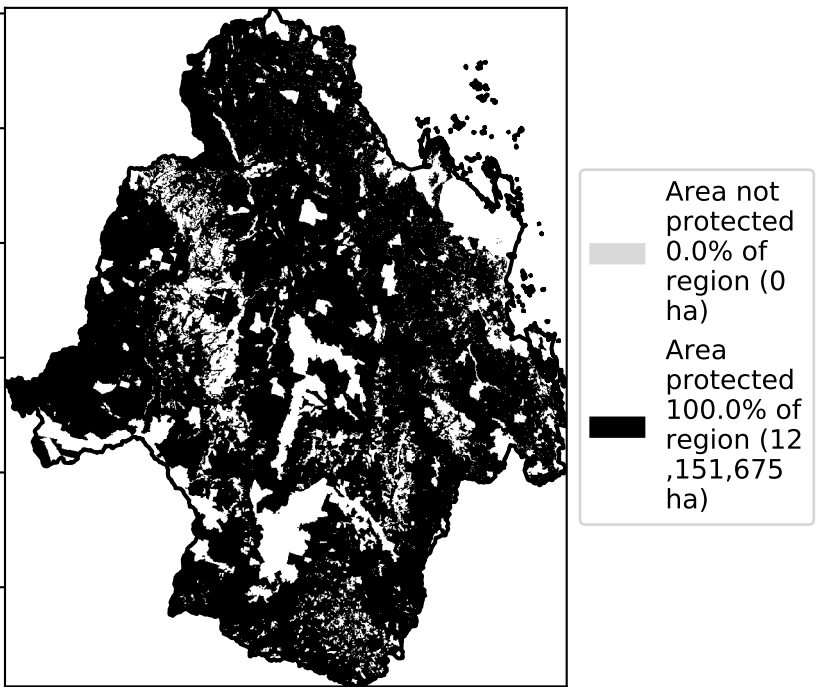 Area not
protected
0.0% of
region (0
ha)
Area
protected
100.0% of
region (12
,151,675
ha)